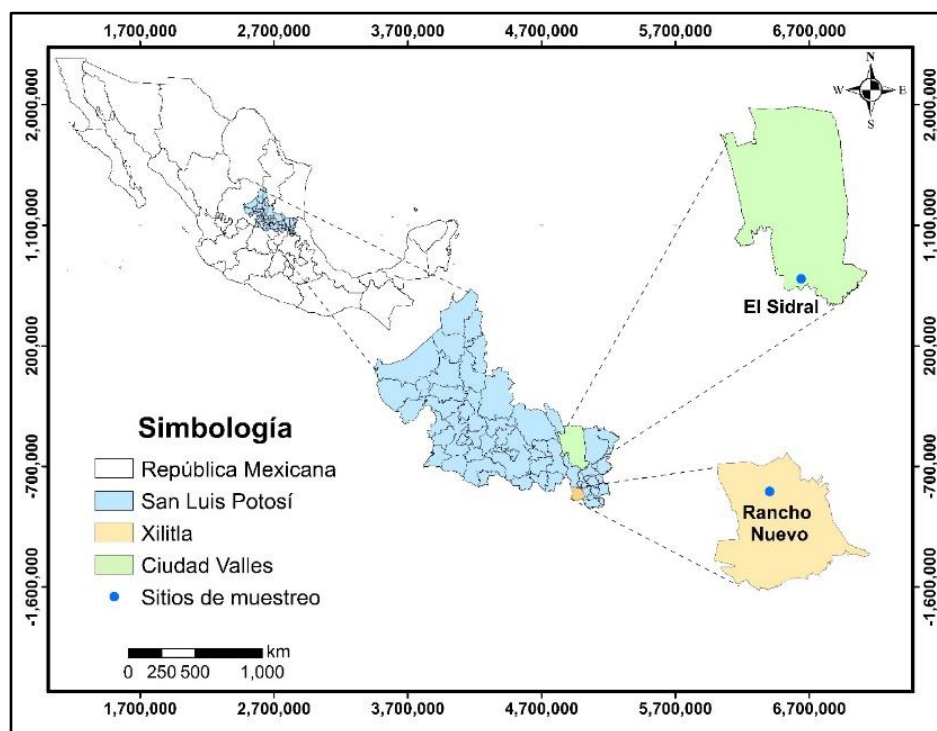 1,700,000 2,700,000 3,700,000 4,700,000 5,700,000 6,700,000
N
W E
S
2,000,000 2,000,000
1,100,000 1,100,000
El Sidral
200,000 200,000
Simbología
República Mexicana
-700,000 -700,000
San Luis Potosí
Xilitla
Rancho
Nuevo
Ciudad Valles
-1,600,000 -1,600,000
Sitios de muestreo
km
0 250 500 1,000
1,700,000 2,700,000 3,700,000 4,700,000 5,700,000 6,700,000